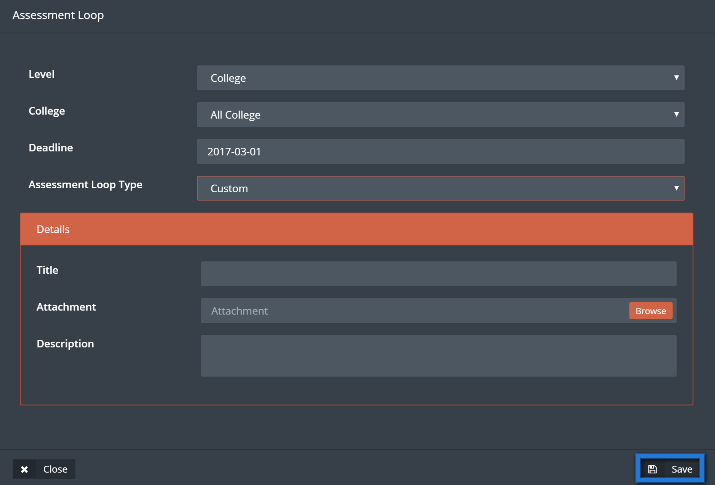 Assessment Loop
Level
College
College
All College
Deadline
2017-03-01
Assessment Loop Type
Custom
Details
Title
Attachment
Attachment
Browse
Description
Close
Save